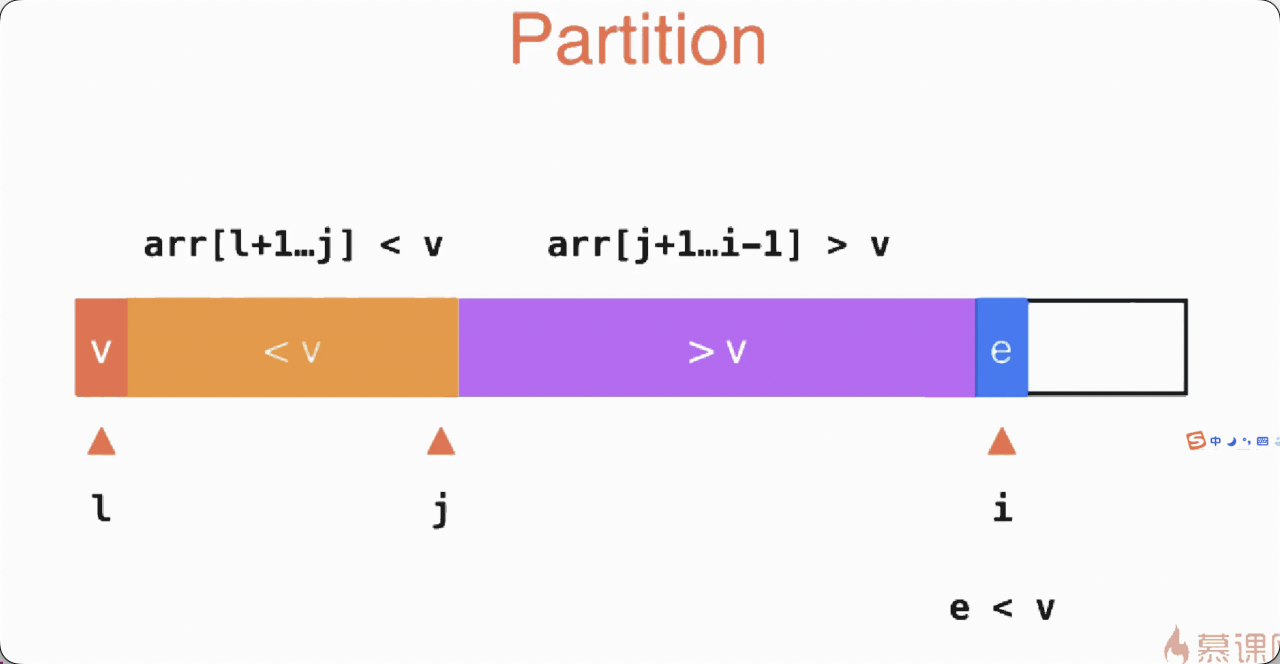 Partition
arr[l+1…j] < v arr[j+1…i-1] > v
v < v > v e
S 中
l j i
e < v
慕课